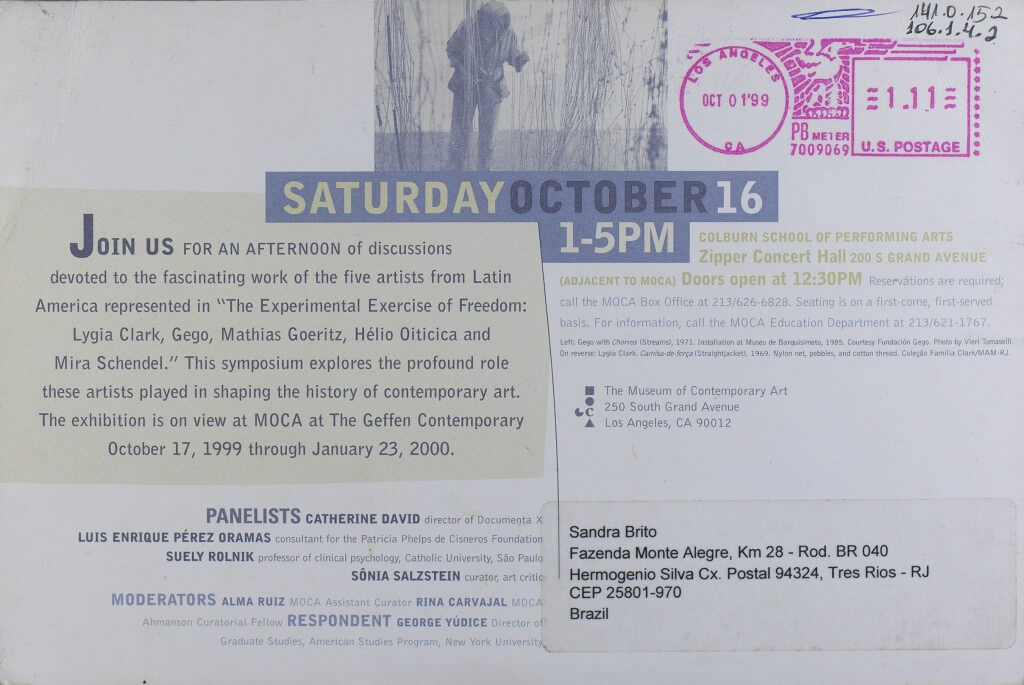 141.0.152
106.1.4.2
LOS ANGELES
OCT 01'99
CA
PB METER
7009069
1.11
U.S. POSTAGE
SATURDAY OCTOBER 16
1-5PM
COLBURN SCHOOL OF PERFORMING ARTS
Zipper Concert Hall 200 S GRAND AVENUE
(ADJACENT TO MOCA) Doors open at 12:30PM Reservations are required;
call the MOCA Box Office at 213/626-6828. Seating is on a first-come, first-served
basis. For information, call the MOCA Education Department at 213/621-1767.
Left: Gego with Chorros (Streams), 1971. Installation at Museo de Barquisimeto, 1985. Courtesy Fundación Gego. Photo by Vieri Tomaselli.
On reverse: Lygia Clark. Camisa-de-força (Straightjacket), 1969. Nylon net, pebbles, and cotton thread. Coleção Familia Clark/MAM-RJ.
JOIN US FOR AN AFTERNOON of discussions
devoted to the fascinating work of the five artists from Latin
America represented in "The Experimental Exercise of Freedom:
Lygia Clark, Gego, Mathias Goeritz, Hélio Oiticica and
Mira Schendel." This symposium explores the profound role
these artists played in shaping the history of contemporary art.
The exhibition is on view at MOCA at The Geffen Contemporary
October 17, 1999 through January 23, 2000.
The Museum of Contemporary Art
250 South Grand Avenue
Los Angeles, CA 90012
PANELISTS CATHERINE DAVID director of Documenta X
LUIS ENRIQUE PÉREZ ORAMAS consultant for the Patricia Phelps de Cisneros Foundation
SUELY ROLNIK professor of clinical psychology, Catholic University, São Paulo
SÔNIA SALZSTEIN curator, art critic
MODERATORS ALMA RUIZ MOCA Assistant Curator RINA CARVAJAL MOCA
Ahmanson Curatorial Fellow RESPONDENT GEORGE YÚDICE Director of
Graduate Studies, American Studies Program, New York University
Sandra Brito
Fazenda Monte Alegre, Km 28 - Rod. BR 040
Hermogenio Silva Cx. Postal 94324, Tres Rios - RJ
CEP 25801-970
Brazil